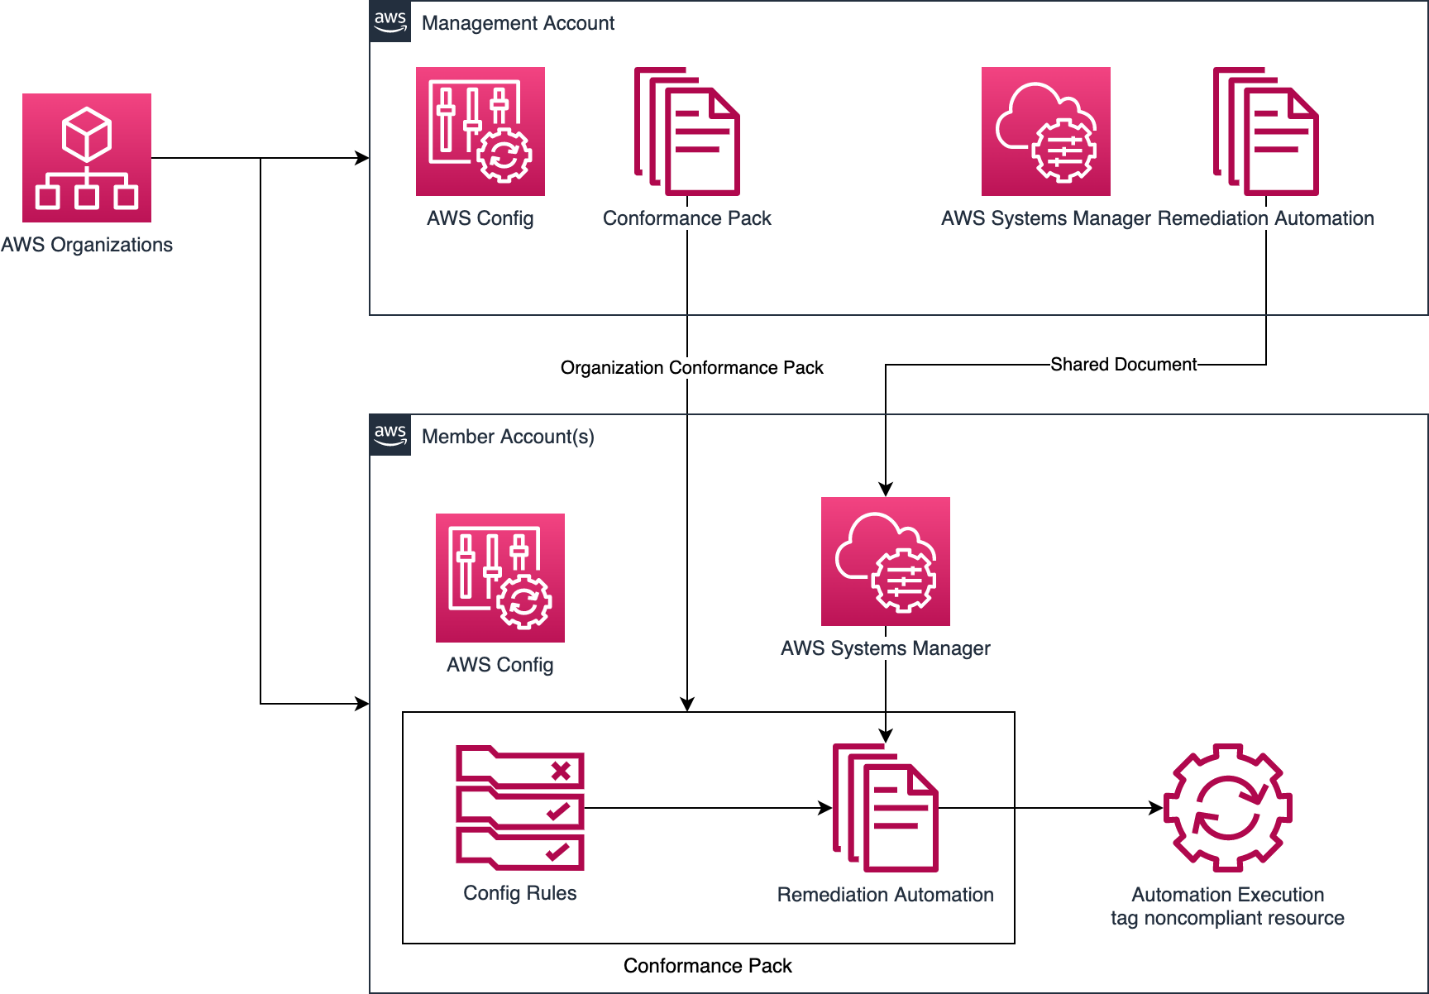 aws
Management Account
AWS Organizations
AWS Config
Conformance Pack
AWS Systems Manager
Remediation Automation
Organization Conformance Pack
Shared Document
aws
Member Account(s)
AWS Config
AWS Systems Manager
Config Rules
Remediation Automation
Automation Execution
tag noncompliant resource
Conformance Pack